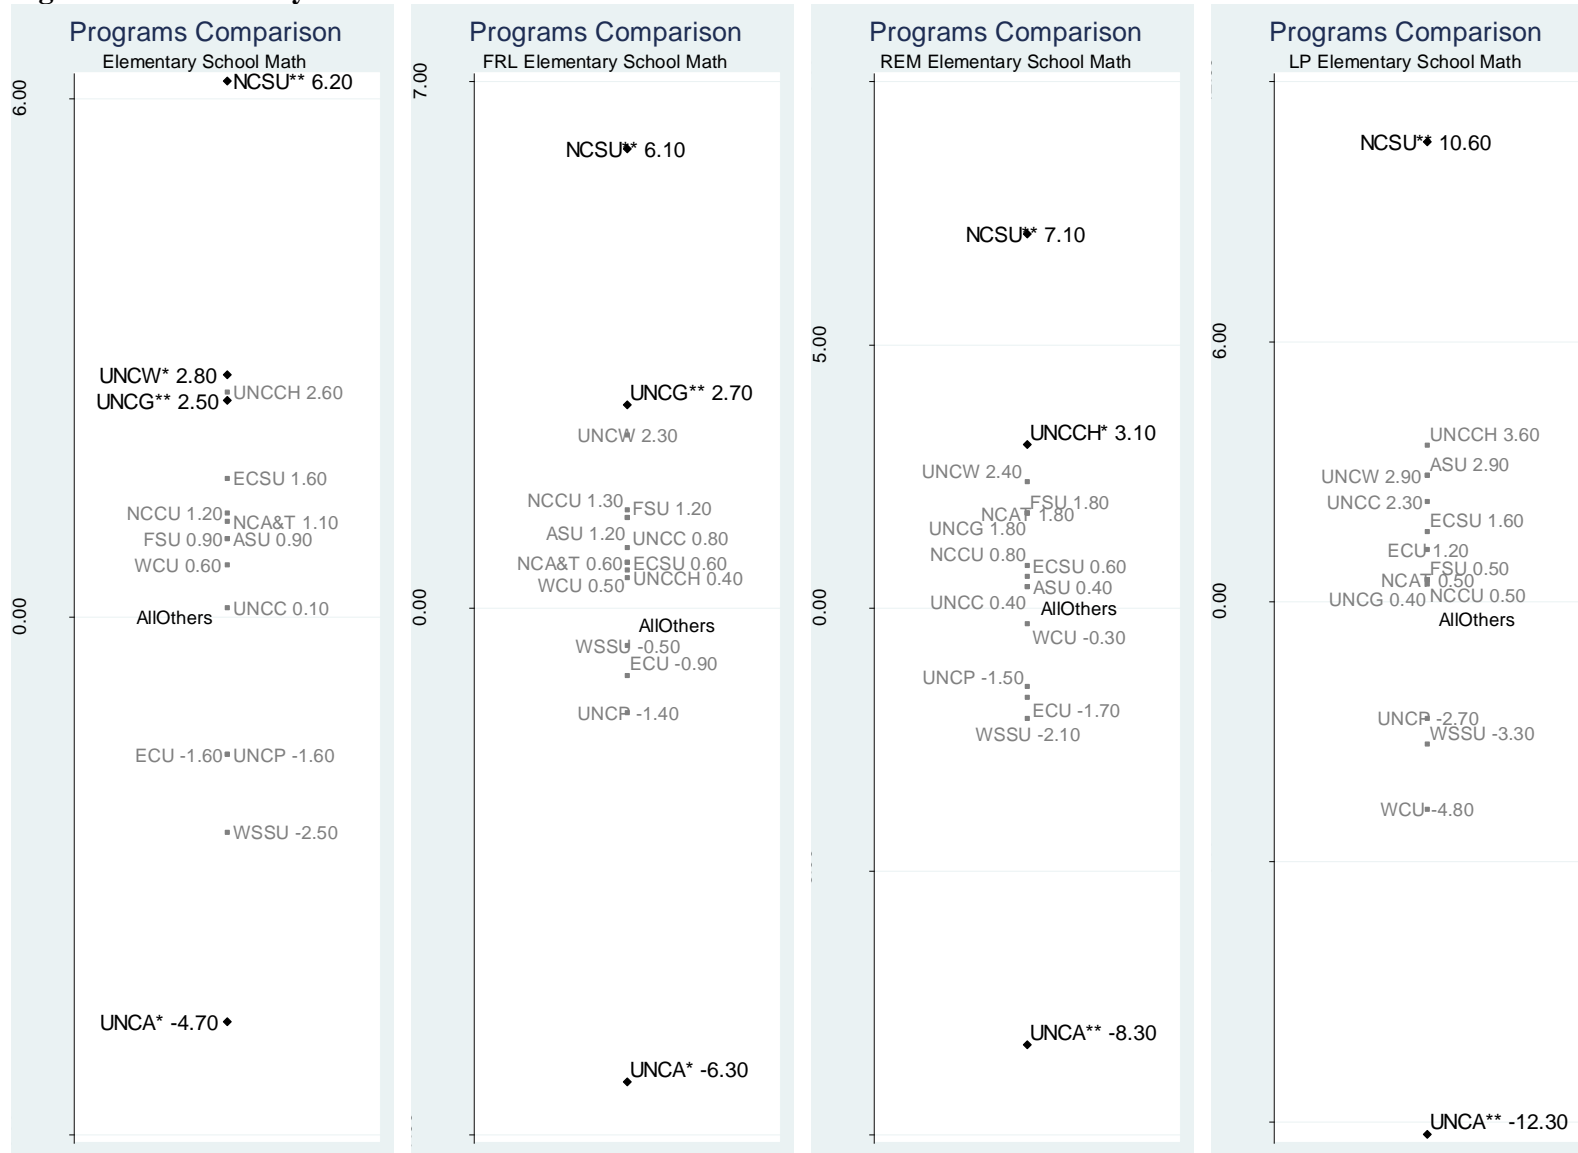 Programs Comparison
Elementary School Math
6.00
0.00
NCSU** 6.20
UNCW* 2.80
UNCCH 2.60
UNCG** 2.50
ECSU 1.60
NCCU 1.20
NCA&T 1.10
FSU 0.90
ASU 0.90
WCU 0.60
UNCC 0.10
AllOthers
ECU -1.60
UNCP -1.60
WSSU -2.50
UNCA* -4.70
Programs Comparison
FRL Elementary School Math
7.00
0.00
NCSU** 6.10
UNCG** 2.70
UNCW 2.30
NCCU 1.30
FSU 1.20
ASU 1.20
UNCC 0.80
NCA&T 0.60
ECSU 0.60
WCU 0.50
UNCCH 0.40
AllOthers
WSSU -0.50
ECU -0.90
UNCP -1.40
UNCA* -6.30
Programs Comparison
REM Elementary School Math
5.00
0.00
NCSU** 7.10
UNCCH* 3.10
UNCW 2.40
FSU 1.80
NCAT 1.80
UNCG 1.80
NCCU 0.80
ECSU 0.60
ASU 0.40
UNCC 0.40
AllOthers
WCU -0.30
UNCP -1.50
ECU -1.70
WSSU -2.10
UNCA** -8.30
Programs Comparison
LP Elementary School Math
6.00
0.00
NCSU** 10.60
UNCCH 3.60
ASU 2.90
UNCW 2.90
UNCC 2.30
ECSU 1.60
ECU 1.20
FSU 0.50
NCAT 0.50
NCCU 0.50
UNCG 0.40
AllOthers
UNCP -2.70
WSSU -3.30
WCU -4.80
UNCA** -12.30